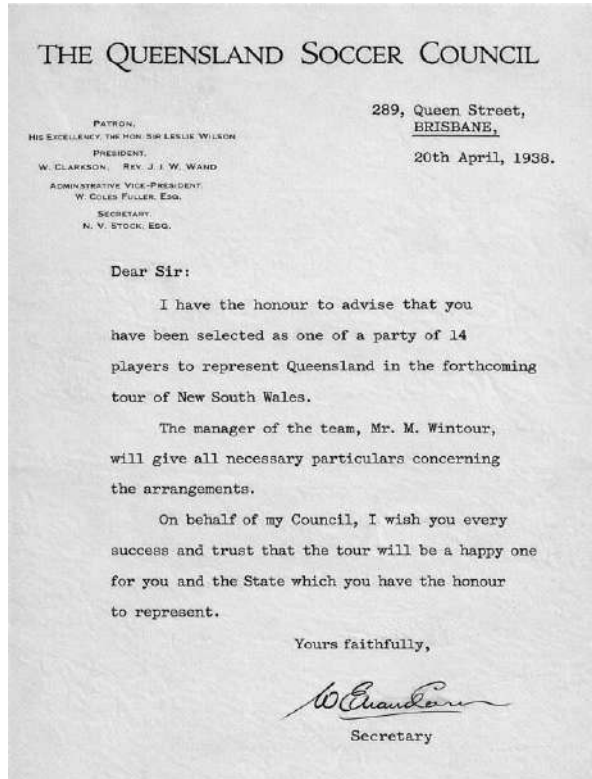 THE QUEENSLAND SOCCER COUNCIL
PATRON,
HIS EXCELLENCY, THE HON. SIR LESLIE WILSON
PRESIDENT,
W. CLARKSON, REV. J. I. W. WAND
ADMINISTRATIVE VICE-PRESIDENT,
W. COLES FULLER, ESQ.
SECRETARY
N. V. STOCK, ESQ.
289, Queen Street,
BRISBANE,
20th April, 1938.
Dear Sir:
I have the honour to advise that you
have been selected as one of a party of 14
players to represent Queensland in the forthcoming
tour of New South Wales.
The manager of the team, Mr. M. Wintour,
will give all necessary particulars concerning
the arrangements.
On behalf of my Council, I wish you every
success and trust that the tour will be a happy one
for you and the State which you have the honour
to represent.
Yours faithfully,
Secretary